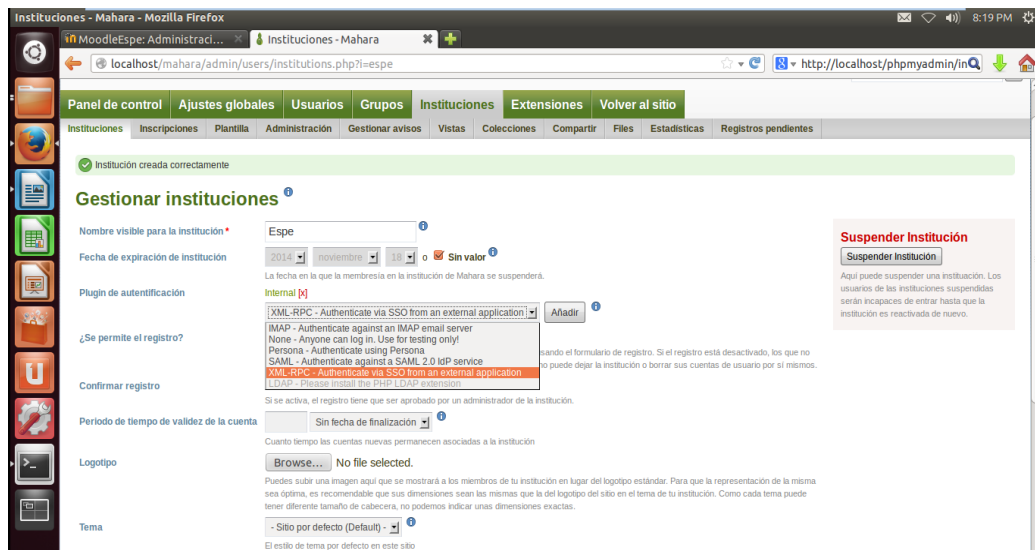 Instituciones - Mahara - Mozilla Firefox
8:19 PM
MoodleEspe: Administraci...
Instituciones - Mahara
localhost/mahara/admin/users/institutions.php?i=espe
http://localhost/phpmyadmin/in
Panel de control Ajustes globales Usuarios Grupos Instituciones Extensiones Volver al sitio
Instituciones Inscripciones Plantilla Administración Gestionar avisos Vistas Colecciones Compartir Files Estadísticas Registros pendientes
Institución creada correctamente
Gestionar instituciones
Nombre visible para la institución * Espe
Fecha de expiración de institución 2014 noviembre 18 o Sin valor
La fecha en la que la membresía en la institución de Mahara se suspenderá.
Plugin de autentificación Internal [x]
XML-RPC - Authenticate via SSO from an external application Añadir
IMAP - Authenticate against an IMAP email server
None - Anyone can log in. Use for testing only!
Persona - Authenticate using Persona
SAML - Authenticate against a SAML 2.0 IdP service
XML-RPC - Authenticate via SSO from an external application
LDAP - Please install the PHP LDAP extension
¿Se permite el registro?
sando el formulario de registro. Si el registro está desactivado, los que no
o puede dejar la institución o borrar sus cuentas de usuario por sí mismos.
Confirmar registro
Si se activa, el registro tiene que ser aprobado por un administrador de la institución.
Periodo de tiempo de validez de la cuenta Sin fecha de finalización
Cuanto tiempo las cuentas nuevas permanecen asociadas a la institución
Logotipo Browse... No file selected.
Puedes subir una imagen aquí que se mostrará a los miembros de tu institución en lugar del logotipo estándar. Para que la representación de la misma
sea óptima, es recomendable que sus dimensiones sean las mismas que la del logotipo del sitio en el tema de tu institución. Como cada tema puede
tener diferente tamaño de cabecera, no podemos indicar unas dimensiones exactas.
Tema - Sitio por defecto (Default) -
El estilo de tema por defecto en este sitio
Suspender Institución
Suspender Institución
Aquí puede suspender una instituación. Los
usuarios de las instituciones suspendidas
serán incapaces de entrar hasta que la
institución es reactivada de nuevo.